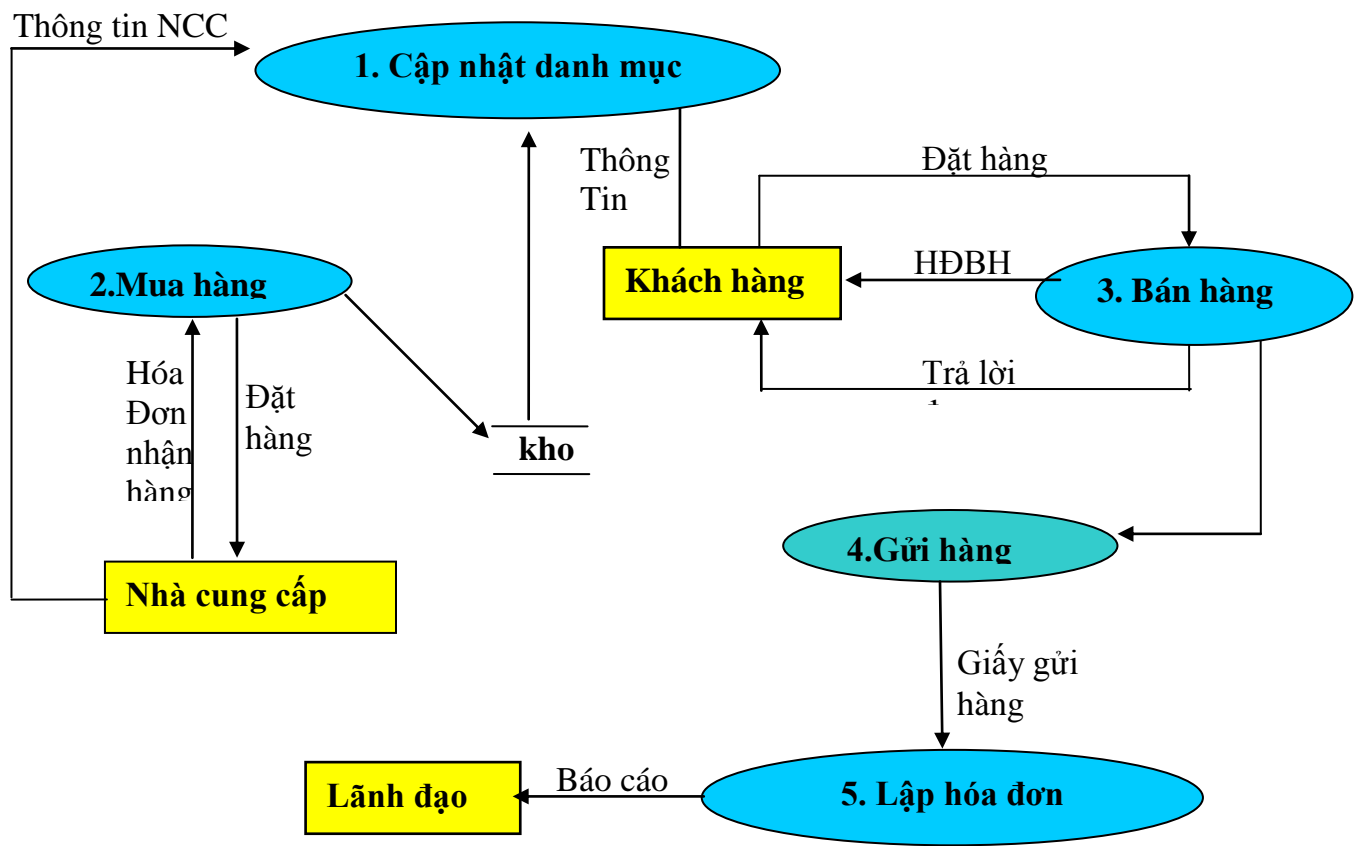 Thông tin NCC
1. Cập nhật danh mục
Thông
Tin
Đặt hàng
2.Mua hàng
Khách hàng
HĐBH
3. Bán hàng
Hóa
Đơn
nhận
hàng
Đặt
hàng
Trả lời
kho
4.Gửi hàng
Nhà cung cấp
Giấy gửi
hàng
Lãnh đạo
Báo cáo
5. Lập hóa đơn